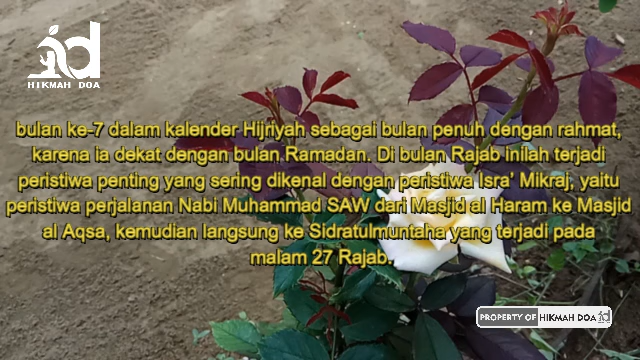 id
HIKMAH DOA
bulan ke-7 dalam kalender Hijriyah sebagai bulan penuh dengan rahmat,
karena ia dekat dengan bulan Ramadan. Di bulan Rajab inilah terjadi
peristiwa penting yang sering dikenal dengan peristiwa Isra' Mikraj, yaitu
peristiwa perjalanan Nabi Muhammad SAW dari Masjid al Haram ke Masjid
al Aqsa, kemudian langsung ke Sidratulmuntaha yang terjadi pada
malam 27 Rajab.
PROPERTY OF HIKMAH DOA id